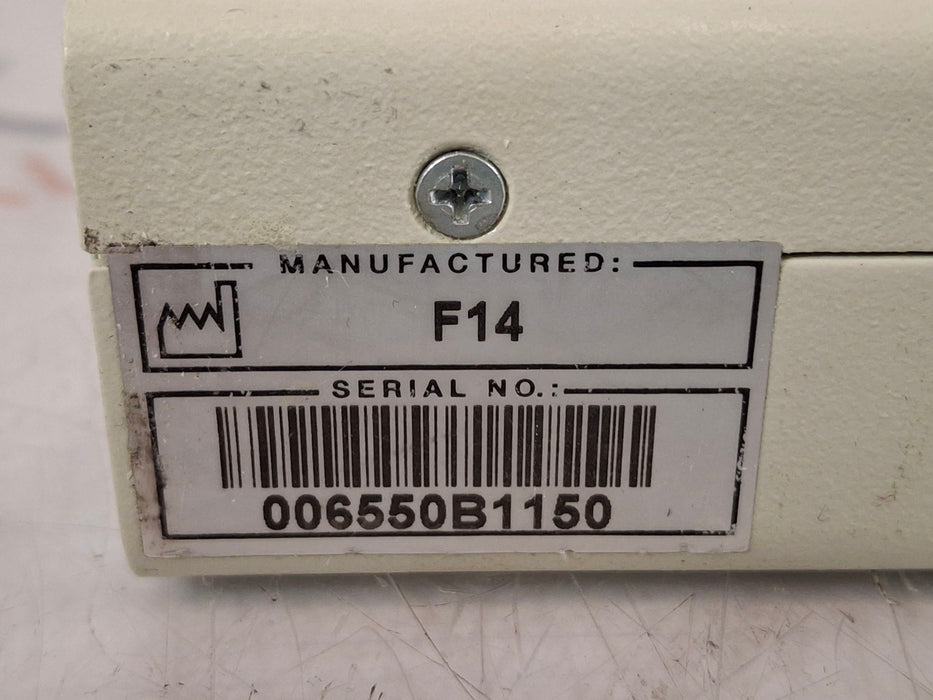 MANUFACTURED:
F14
SERIAL NO.:
006550B1150